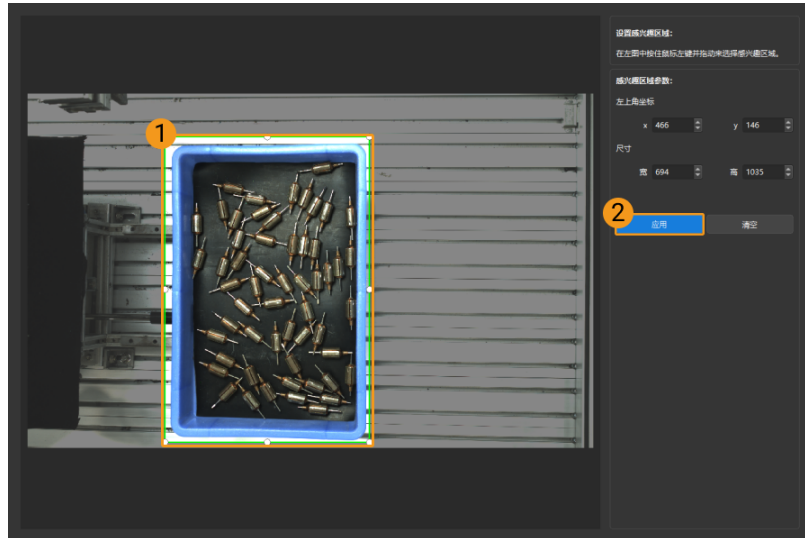 设置感兴趣区域:
在左图中按住鼠标左键并拖动来选择感兴趣区域。
感兴趣区域参数:
左上角坐标
x 466 y 146
尺寸
宽 694 高 1035
1
2
应用 清空